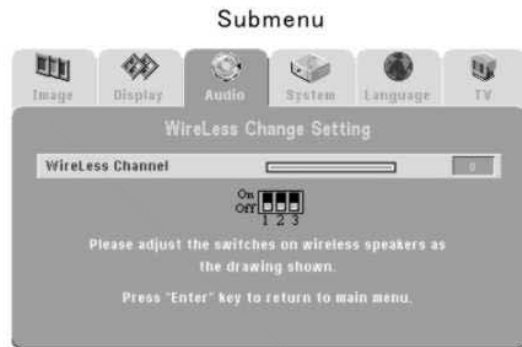 Submenu
Image Display Audio System Language TV
WireLess Change Setting
WireLess Channel 0
On
Off
1 2 3
Please adjust the switches on wireless speakers as
the drawing shown.
Press "Enter" key to return to main menu.